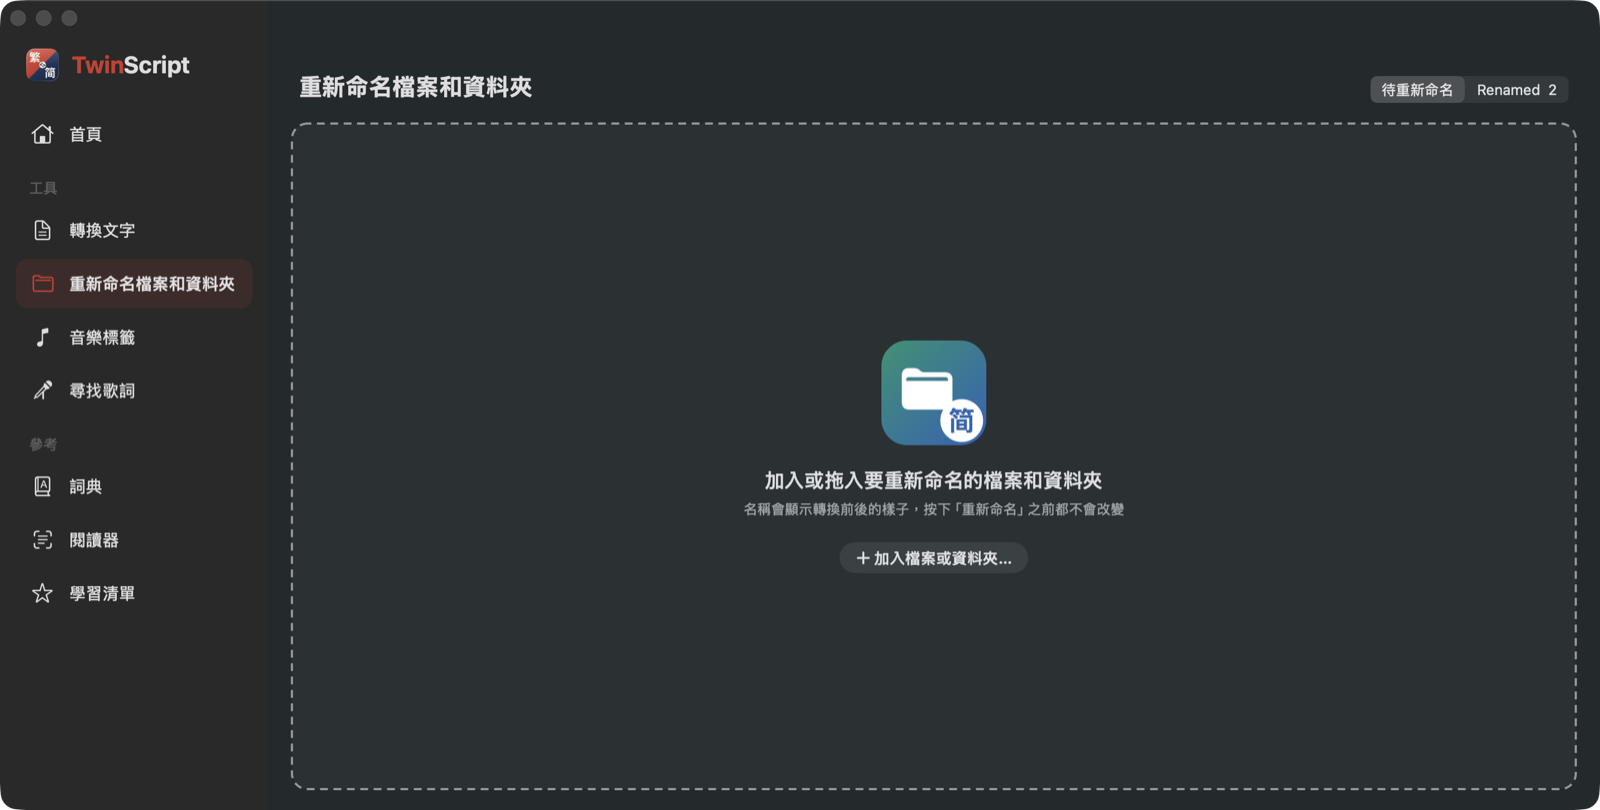 繁
简
TwinScript
首頁
工具
轉換文字
重新命名檔案和資料夾
音樂標籤
尋找歌詞
參考
A
詞典
閱讀器
學習清單
重新命名檔案和資料夾
待重新命名
Renamed 2
简
加入或拖入要重新命名的檔案和資料夾
名稱會顯示轉換前後的樣子，按下「重新命名」之前都不會改變
+ 加入檔案或資料夾...